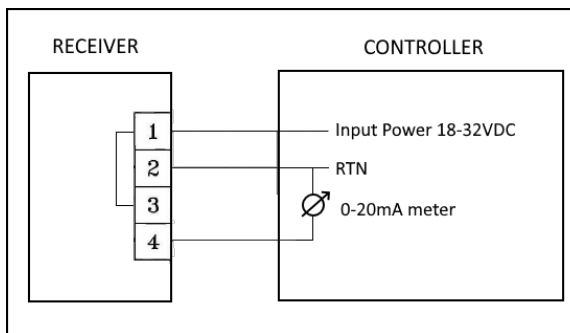 RECEIVER
CONTROLLER
1
Input Power 18-32VDC
2
RTN
3
0-20mA meter
4